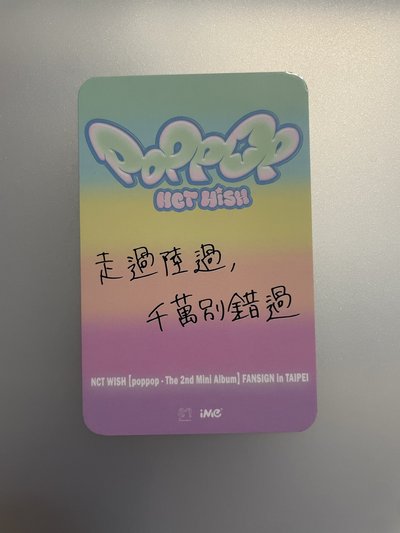 POPPOP
NCT WISH
走過陸過,
千萬別錯過
NCT WISH [poppop - The 2nd Mini Album] FANSIGN in TAIPEI
iMe